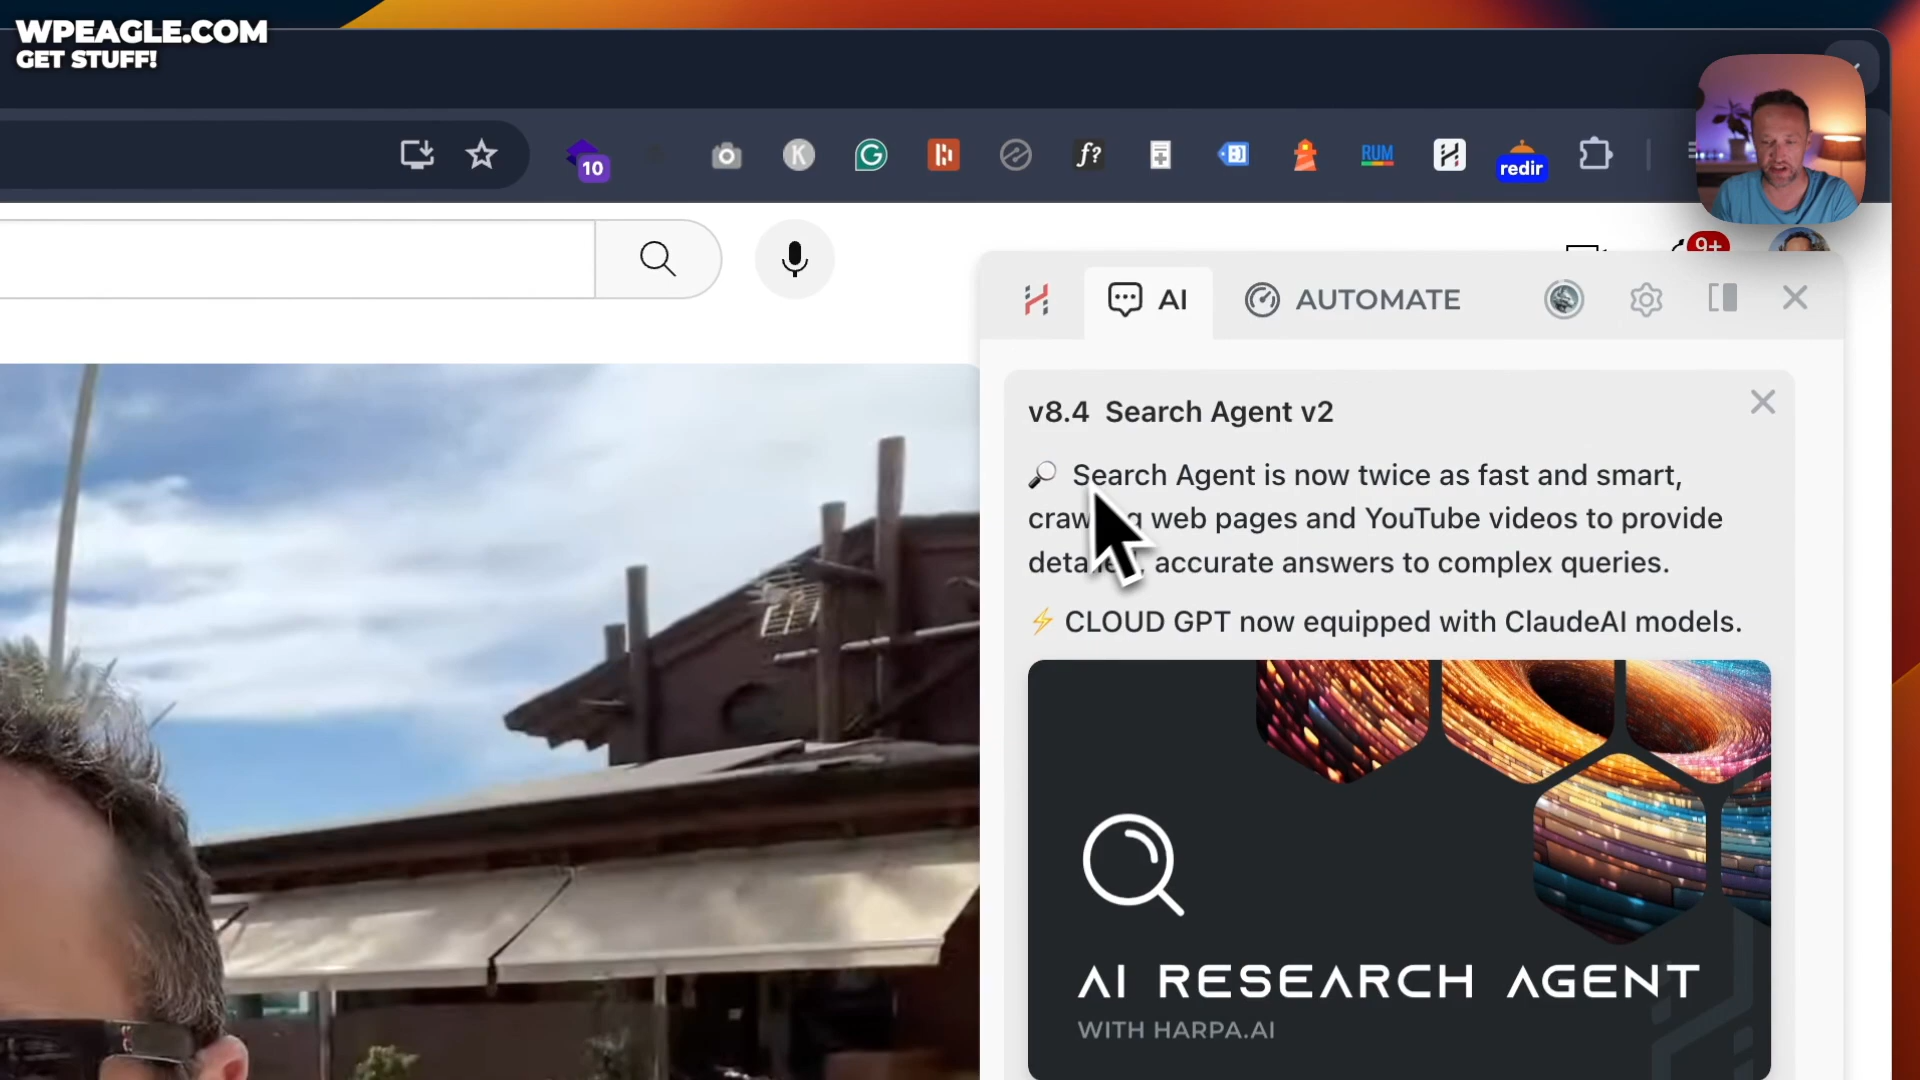 WPEAGLE.COM
GET STUFF!
10
K
G
f?
RUM
redir
9+
AI
AUTOMATE
v8.4 Search Agent v2
Search Agent is now twice as fast and smart,
web pages and YouTube videos to provide
accurate answers to complex queries.
CLOUD GPT now equipped with ClaudeAI models.
AI RESEARCH AGENT
WITH HARPA.AI